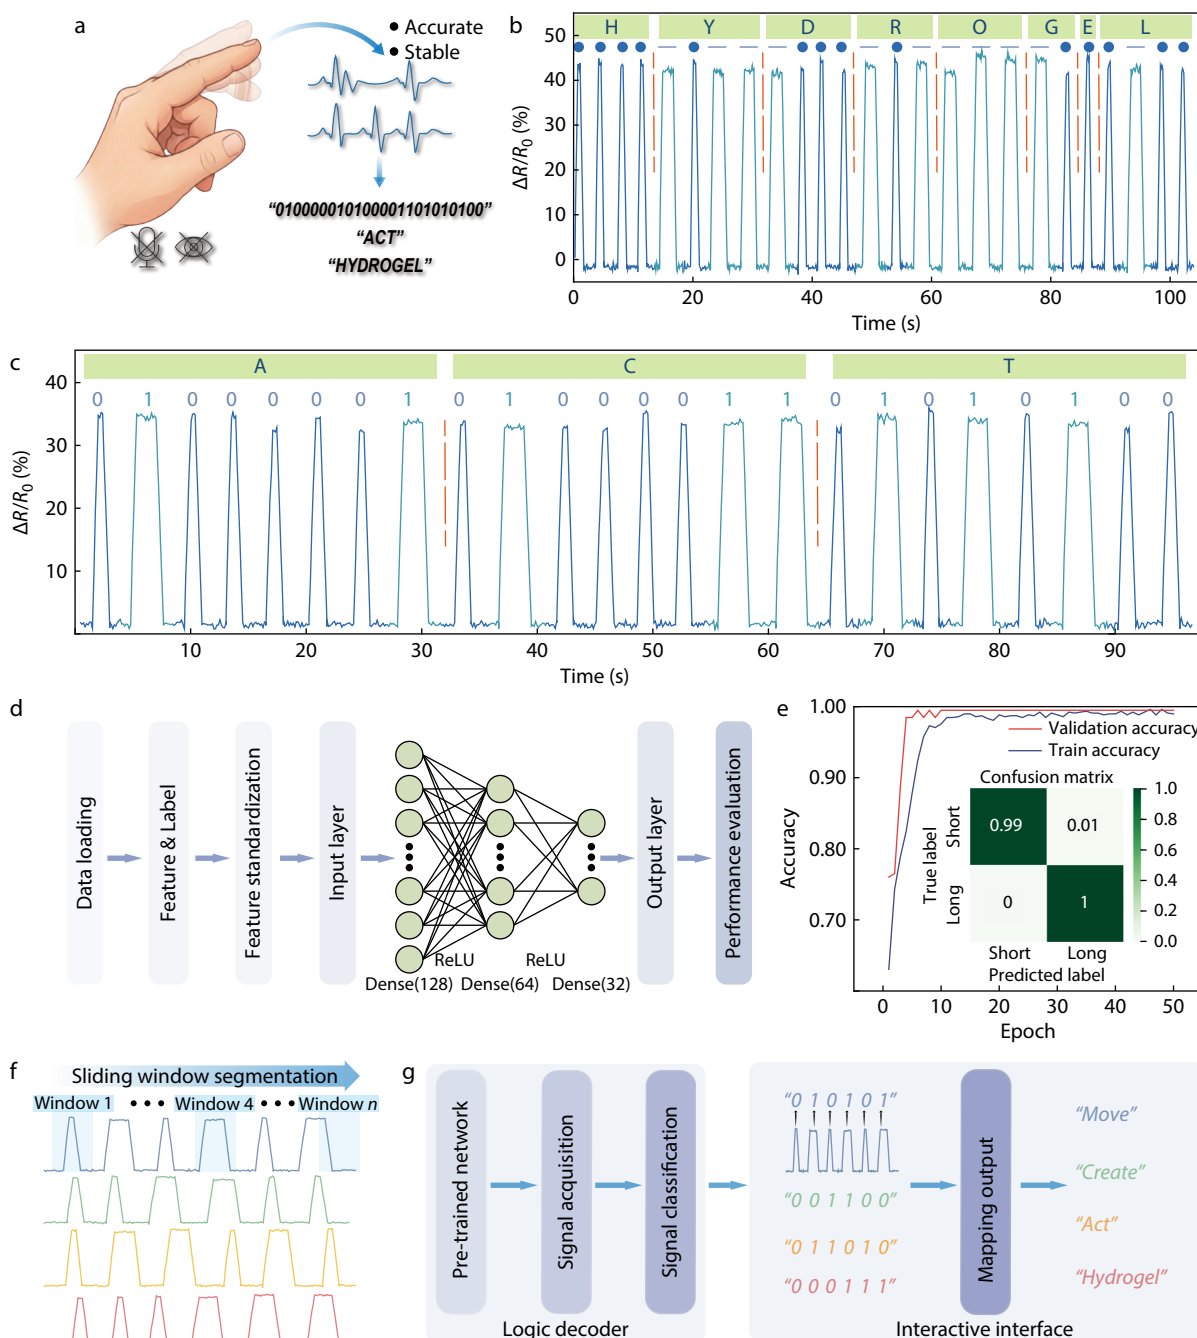 a
Accurate
Stable
“010000010100001101010100”
“ACT”
“HYDROGEL”
b
H Y D R O G E L
ΔR/R0 (%)
50
40
30
20
10
0
0 20 40 60 80 100
Time (s)
c
A C T
0 1 0 0 0 0 0 1 0 1 0 0 0 0 1 1 0 1 0 1 0 1 0 0
ΔR/R0 (%)
40
30
20
10
10 20 30 40 50 60 70 80 90
Time (s)
d
Data loading
Feature & Label
Feature standardization
Input layer
ReLU ReLU
Dense(128) Dense(64) Dense(32)
Output layer
Performance evaluation
e
Accuracy
1.00
0.90
0.80
0.70
Validation accuracy
Train accuracy
Confusion matrix
True label
Short
Long
0.99 0.01
0 1
Short Long
Predicted label
1.0
0.8
0.6
0.4
0.2
0.0
0 10 20 30 40 50
Epoch
f
Sliding window segmentation
Window 1 Window 4 Window n
g
Pre-trained network
Signal acquisition
Signal classification
Logic decoder
“0 1 0 1 0 1”
“0 0 1 1 0 0”
“0 1 1 0 1 0”
“0 0 0 1 1 1”
Mapping output
Interactive interface
“Move”
“Create”
“Act”
“Hydrogel”